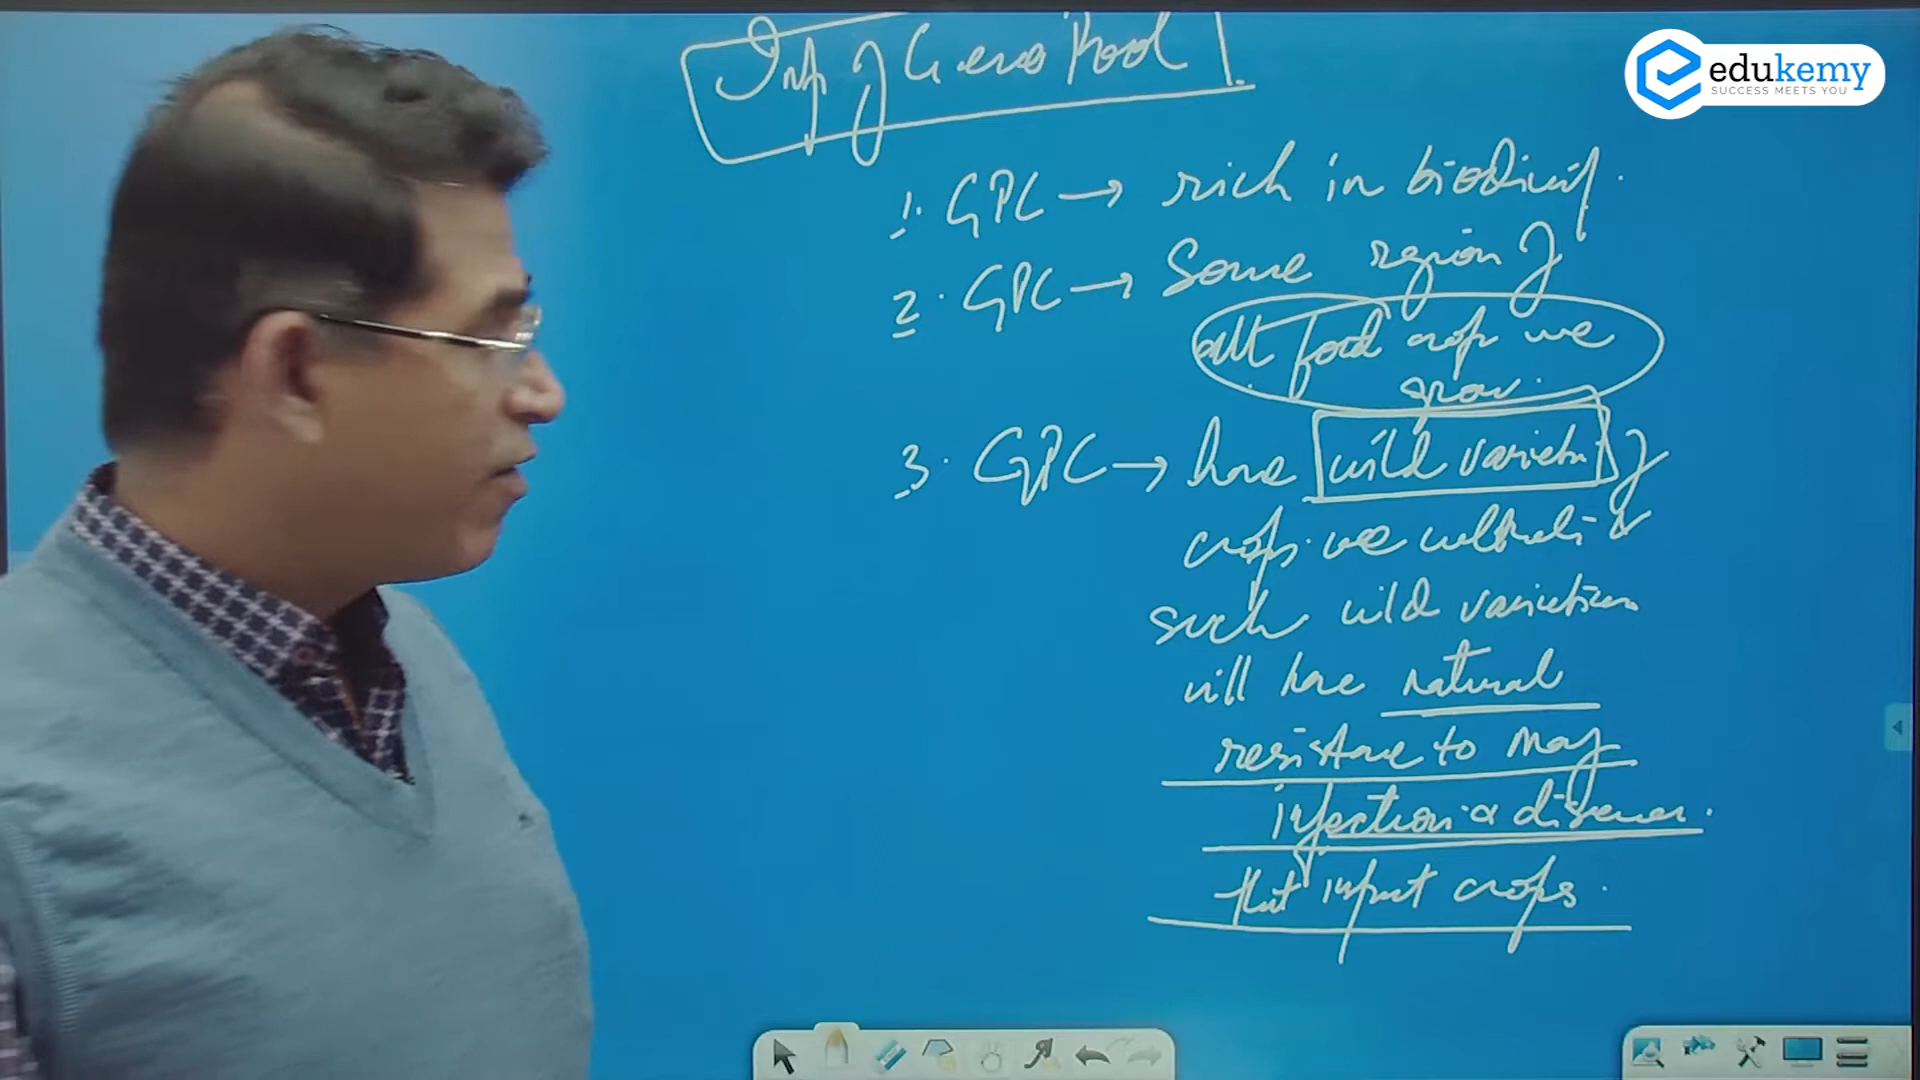 edukemy
SUCCESS MEETS YOU
Imp of Gene Pool
1. GPC → rich in biodivsity.
2. GPC → Some region of
all food crop we
grow.
3. GPC → have wild varieties of
crops we cultivate &
such wild varieties
will have natural
resistance to many
infection & diseases.
that impact crops.